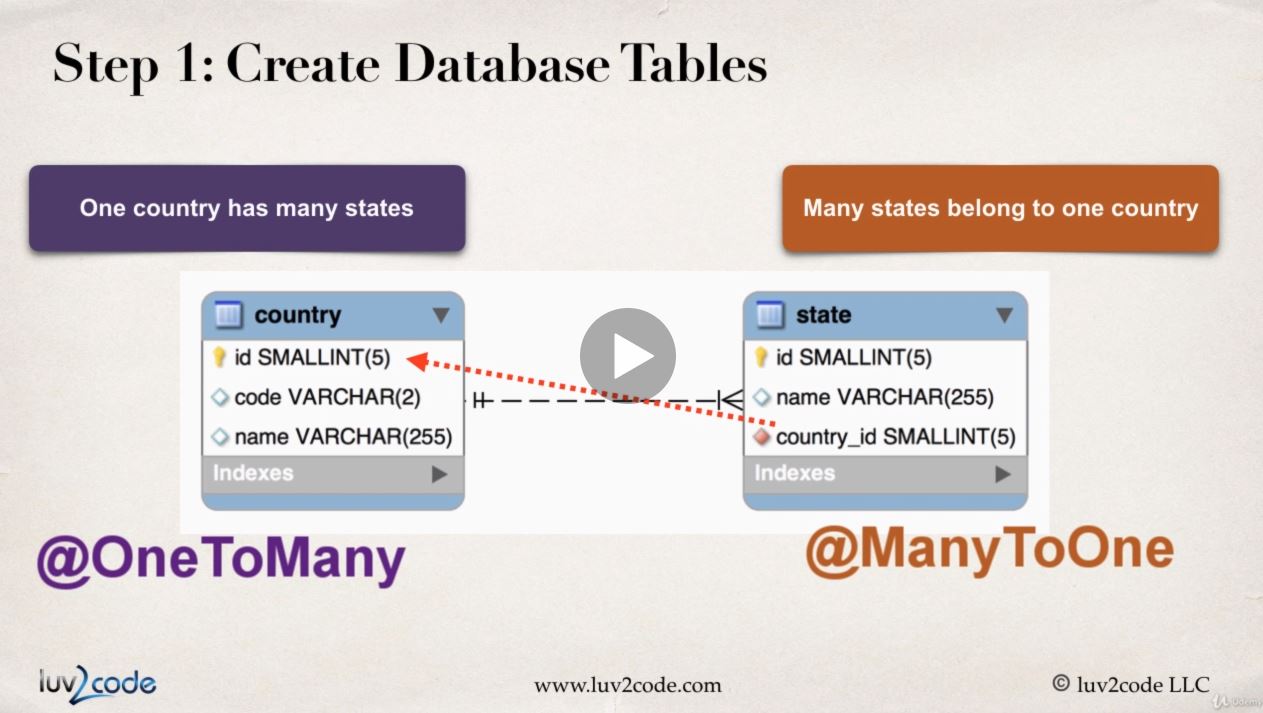 Step 1: Create Database Tables
One country has many states
Many states belong to one country
country
id SMALLINT(5)
code VARCHAR(2)
name VARCHAR(255)
Indexes
state
id SMALLINT(5)
name VARCHAR(255)
country_id SMALLINT(5)
Indexes
@OneToMany
@ManyToOne
luv2code
www.luv2code.com
© luv2code LLC
Udemy